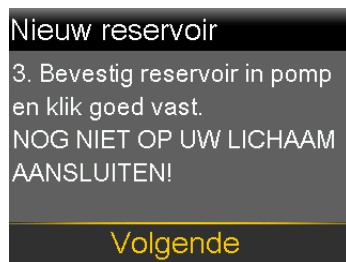 Nieuw reservoir
3. Bevestig reservoir in pomp
en klik goed vast.
NOG NIET OP UW LICHAAM
AANSLUITEN!
Volgende